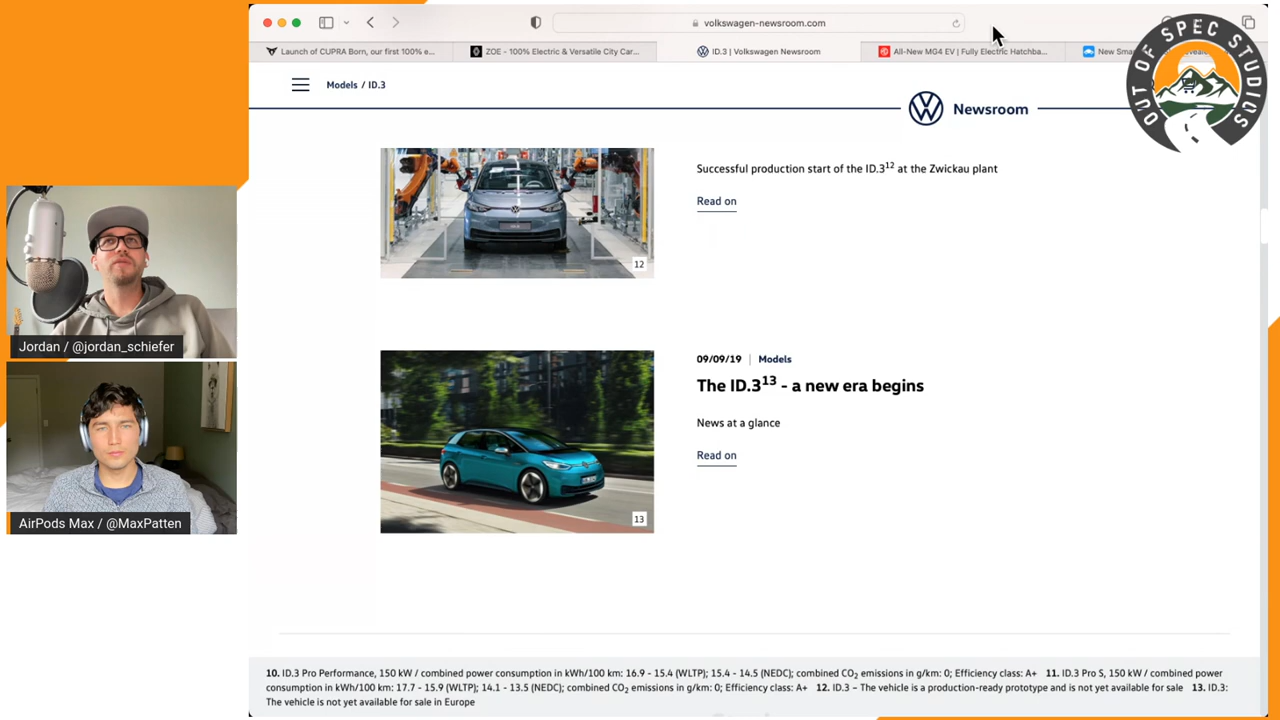 volkswagen-newsroom.com
Launch of CUPRA Born, our first 100% e...
ZOE - 100% Electric & Versatile City Car...
ID.3 | Volkswagen Newsroom
All-New MG4 EV | Fully Electric Hatchba...
New Smar
OUT OF SPEC STUDIOS
Models / ID.3
Newsroom
Successful production start of the ID.3¹² at the Zwickau plant
Read on
12
09/09/19 | Models
The ID.3¹³ - a new era begins
News at a glance
Read on
13
Jordan / @jordan_schiefer
AirPods Max / @MaxPatten
10. ID.3 Pro Performance, 150 kW / combined power consumption in kWh/100 km: 16.9 - 15.4 (WLTP); 15.4 - 14.5 (NEDC); combined CO₂ emissions in g/km: 0; Efficiency class: A+ 11. ID.3 Pro S, 150 kW / combined power
consumption in kWh/100 km: 17.7 - 15.9 (WLTP); 14.1 - 13.5 (NEDC); combined CO₂ emissions in g/km: 0; Efficiency class: A+ 12. ID.3 – The vehicle is a production-ready prototype and is not yet available for sale 13. ID.3:
The vehicle is not yet available for sale in Europe